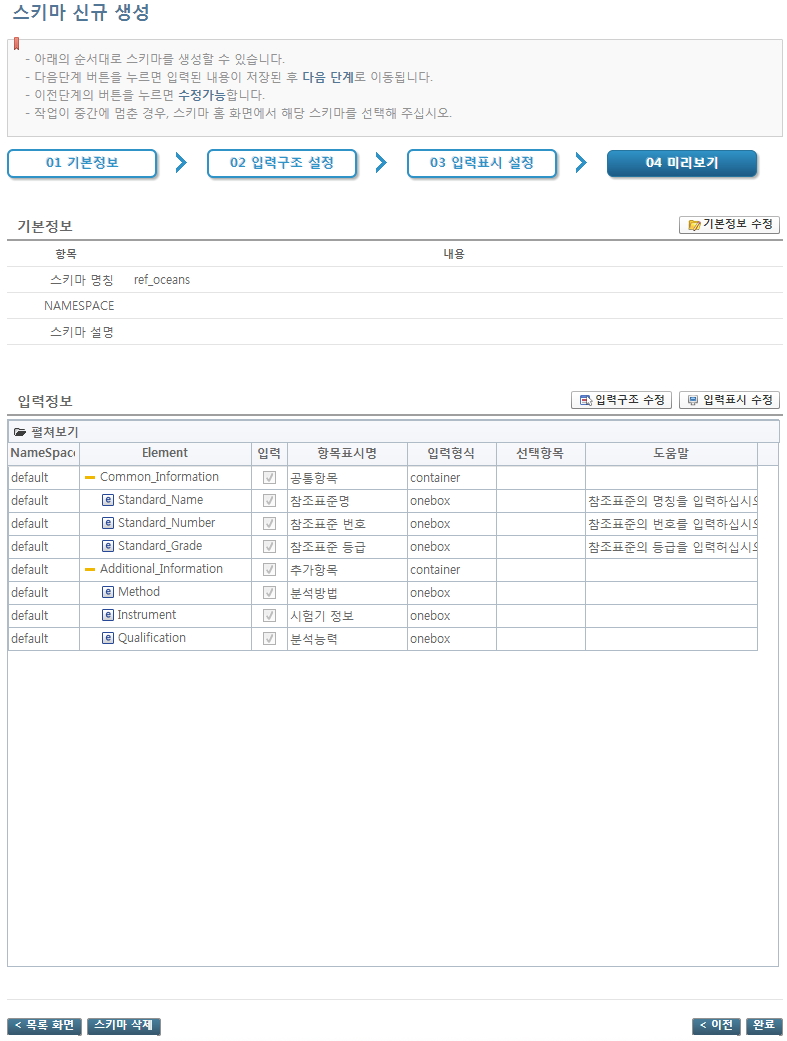 스키마 신규 생성
- 아래의 순서대로 스키마를 생성할 수 있습니다.
- 다음단계 버튼을 누르면 입력된 내용이 저장된 후 다음 단계로 이동됩니다.
- 이전단계의 버튼을 누르면 수정가능합니다.
- 작업이 중간에 멈춘 경우, 스키마 홈 화면에서 해당 스키마를 선택해 주십시오.
01 기본정보 02 입력구조 설정 03 입력표시 설정 04 미리보기
기본정보 기본정보 수정
항목 내용
스키마 명칭 ref_oceans
NAMESPACE
스키마 설명
입력정보 입력구조 수정 입력표시 수정
펼쳐보기
NameSpac Element 입력 항목표시명 입력형식 선택항목 도움말
default Common_Information 공통항목 container
default Standard_Name 참조표준명 onebox 참조표준의 명칭을 입력하십시오
default Standard_Number 참조표준 번호 onebox 참조표준의 번호를 입력하십시오
default Standard_Grade 참조표준 등급 onebox 참조표준의 등급을 입력허십시오
default Additional_Information 추가항목 container
default Method 분석방법 onebox
default Instrument 시험기 정보 onebox
default Qualification 분석능력 onebox
< 목록 화면 스키마 삭제 < 이전 완료